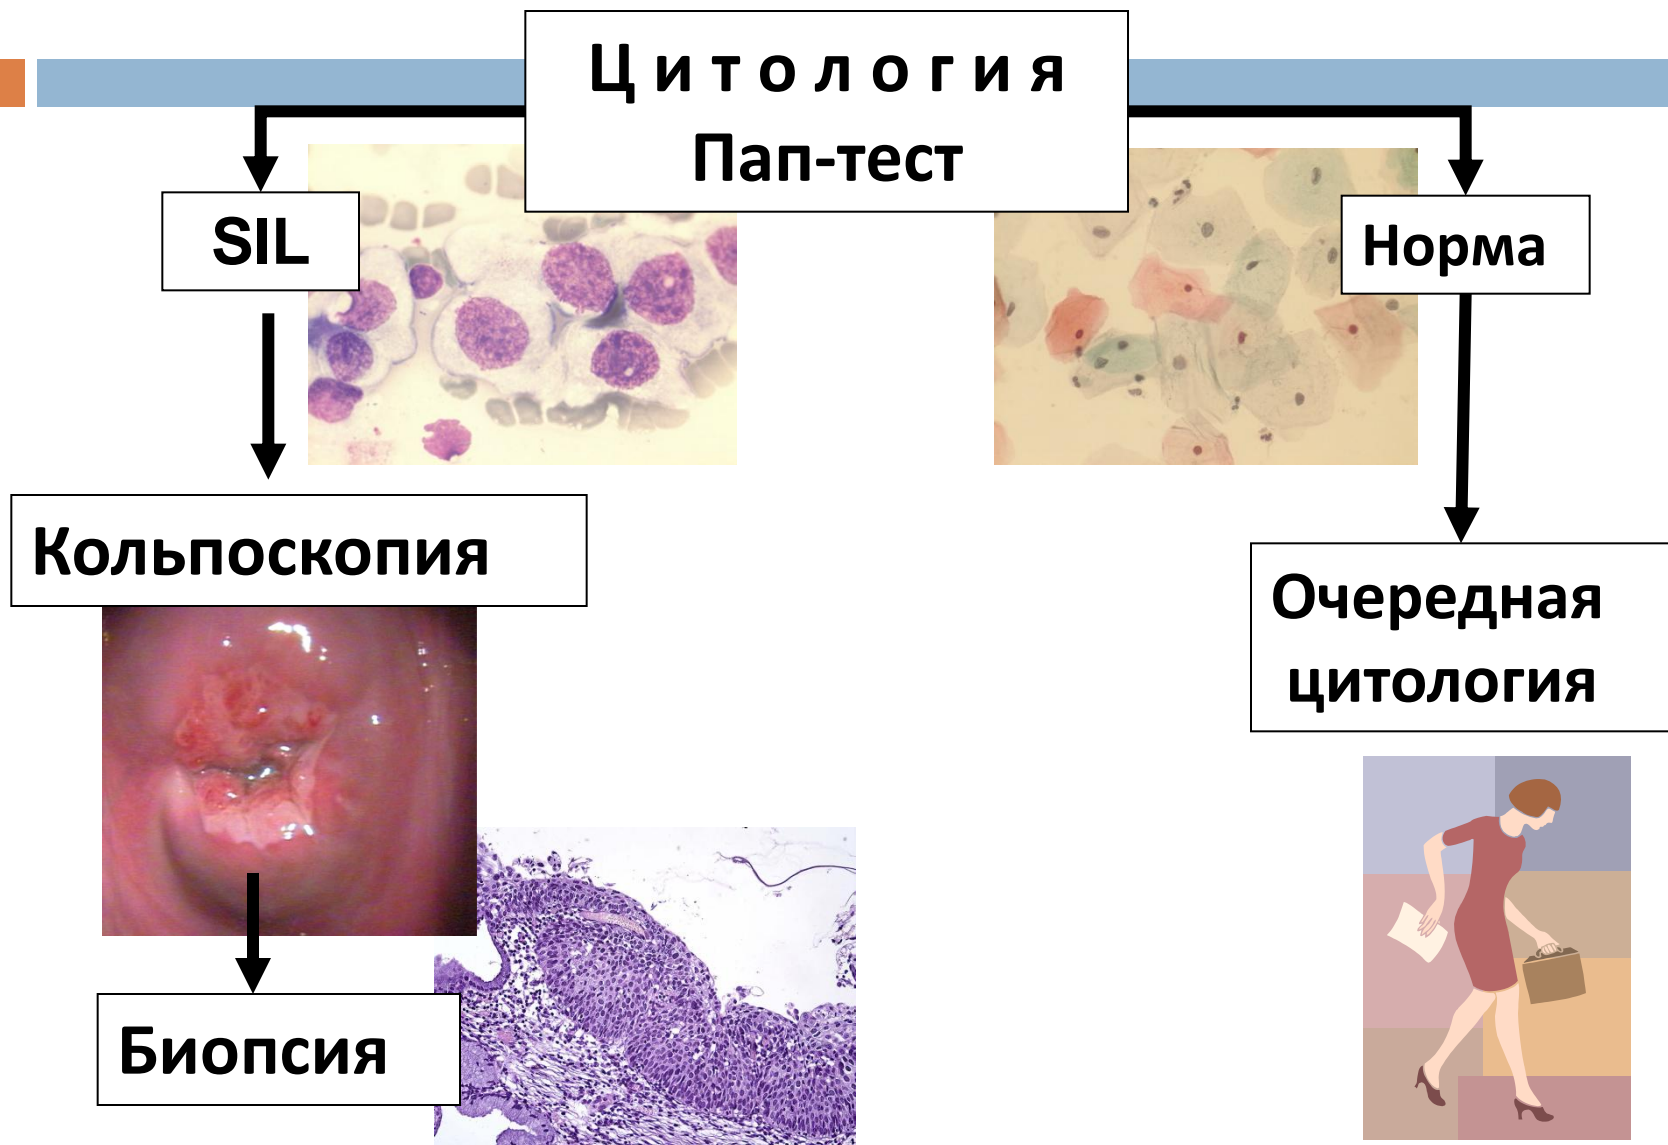 Ц и т о л о г и я
Пап-тест
SIL
Норма
Кольпоскопия
Очередная
цитология
Биопсия